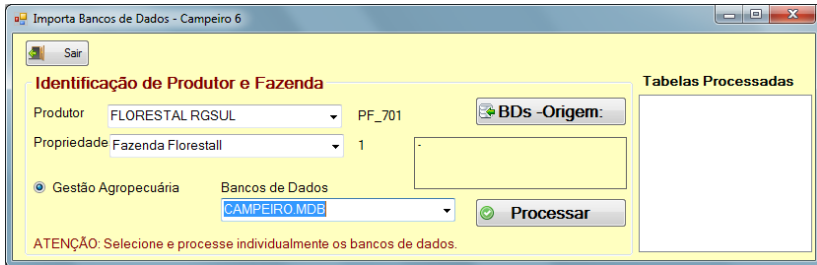 Importa Bancos de Dados - Campeiro 6
Sair
Identificação de Produtor e Fazenda
Produtor FLORESTAL RGSUL PF_701
Propriedade Fazenda Florestall 1
BDs -Origem:
-
Gestão Agropecuária
Bancos de Dados
CAMPEIRO.MDB
Processar
ATENÇÃO: Selecione e processe individualmente os bancos de dados.
Tabelas Processadas